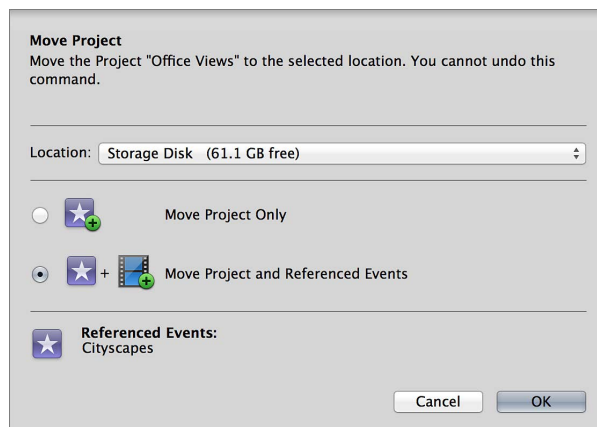 Move Project
Move the Project "Office Views" to the selected location. You cannot undo this
command.
Location: Storage Disk (61.1 GB free)
Move Project Only
+ Move Project and Referenced Events
Referenced Events:
Cityscapes
Cancel OK